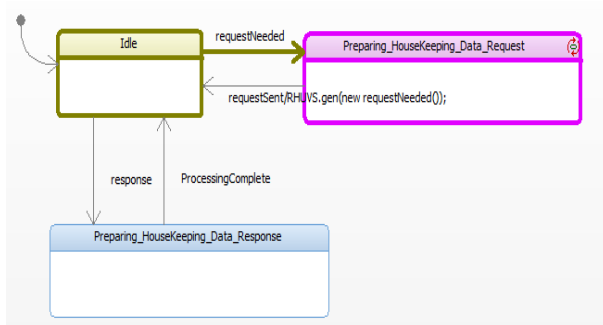 requestNeeded
Idle
Preparing_HouseKeeping_Data_Request
requestSent/RHUVS.gen(new requestNeeded());
response
ProcessingComplete
Preparing_HouseKeeping_Data_Response